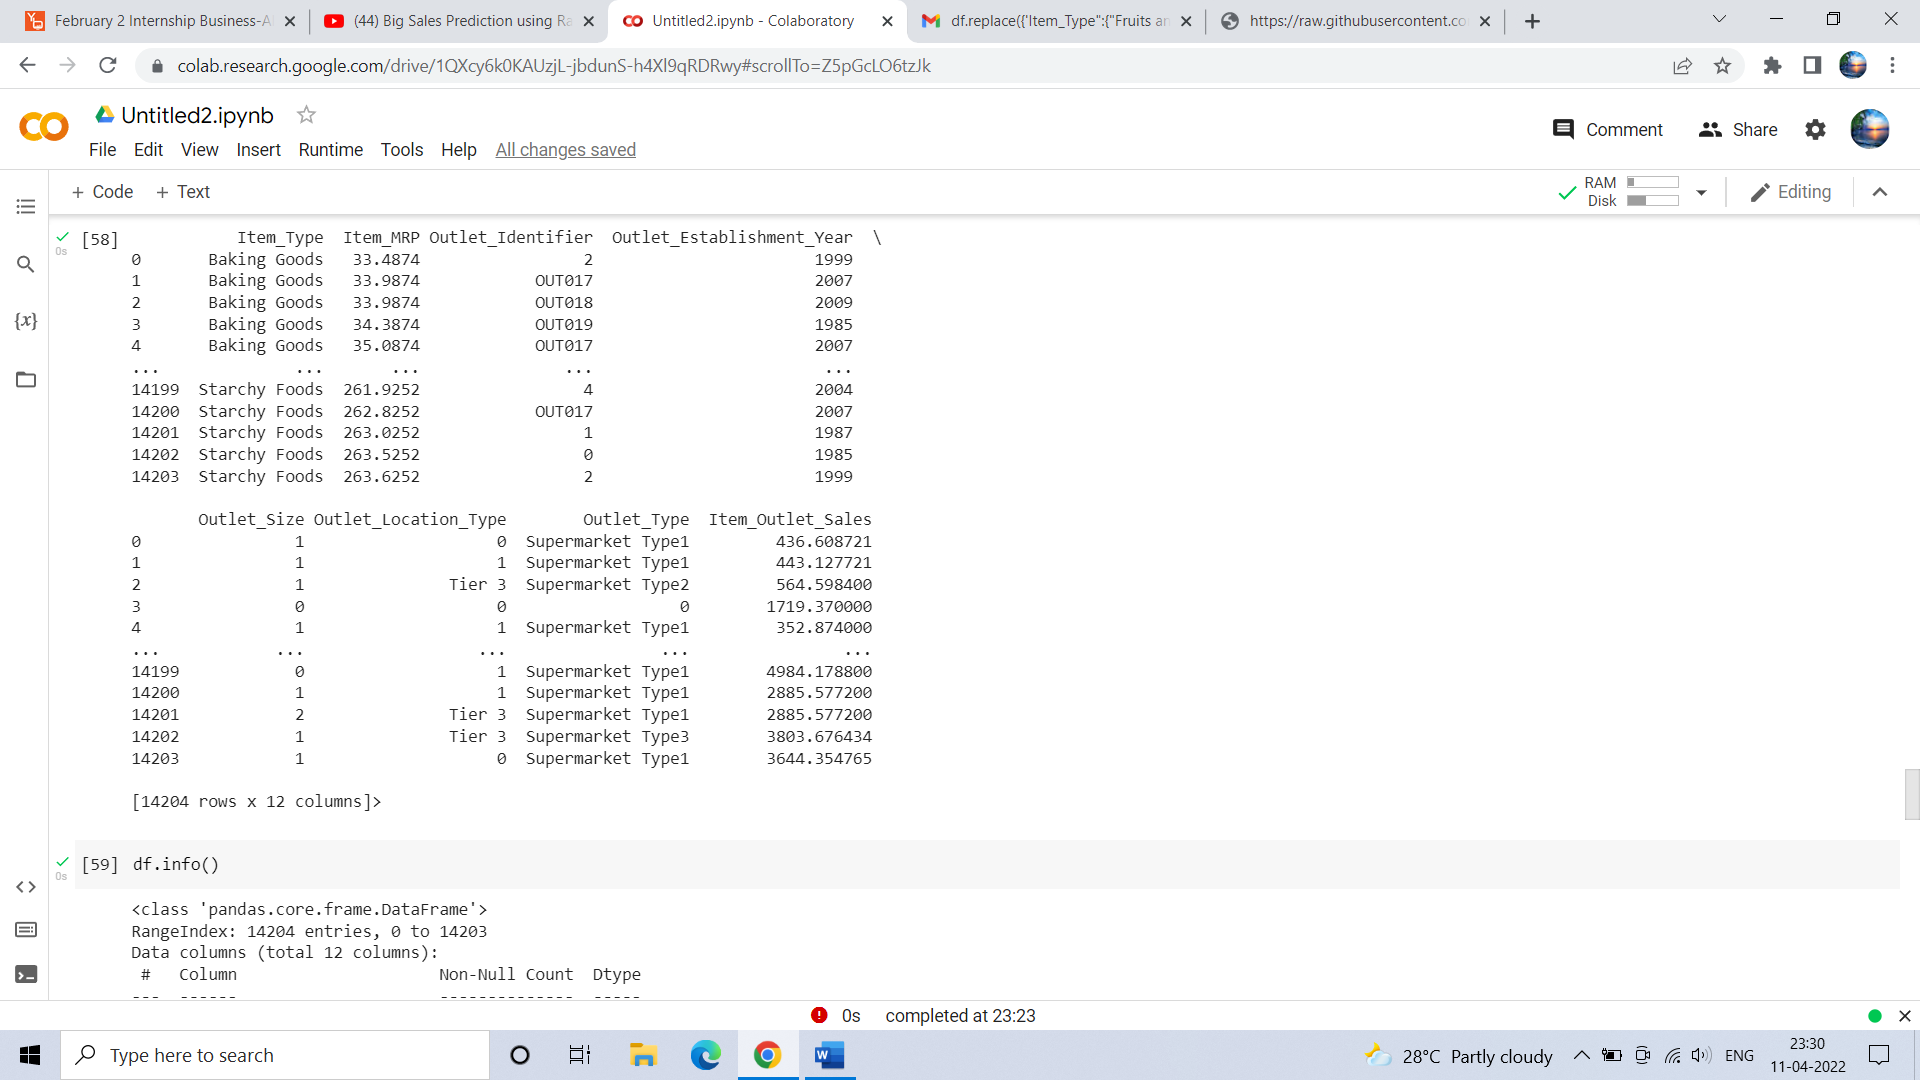 February 2 Internship Business-A
(44) Big Sales Prediction using Ra
Untitled2.ipynb - Colaboratory
df.replace({'Item_Type':{"Fruits an
https://raw.githubusercontent.co
colab.research.google.com/drive/1QXcy6k0KAUzjL-jbdunS-h4Xl9qRDRwy#scrollTo=Z5pGcLO6tzJk
Untitled2.ipynb
Comment Share
File Edit View Insert Runtime Tools Help All changes saved
+ Code + Text
RAM
Disk
Editing
[58] Item_Type Item_MRP Outlet_Identifier Outlet_Establishment_Year \
0s
0 Baking Goods 33.4874 2 1999
1 Baking Goods 33.9874 OUT017 2007
{x}
2 Baking Goods 33.9874 OUT018 2009
3 Baking Goods 34.3874 OUT019 1985
4 Baking Goods 35.0874 OUT017 2007
... ... ... ... ...
14199 Starchy Foods 261.9252 4 2004
14200 Starchy Foods 262.8252 OUT017 2007
14201 Starchy Foods 263.0252 1 1987
14202 Starchy Foods 263.5252 0 1985
14203 Starchy Foods 263.6252 2 1999
Outlet_Size Outlet_Location_Type Outlet_Type Item_Outlet_Sales
0 1 0 Supermarket Type1 436.608721
1 1 1 Supermarket Type1 443.127721
2 1 Tier 3 Supermarket Type2 564.598400
3 0 0 0 1719.370000
4 1 1 Supermarket Type1 352.874000
... ... ... ... ...
14199 0 1 Supermarket Type1 4984.178800
14200 1 1 Supermarket Type1 2885.577200
14201 2 Tier 3 Supermarket Type1 2885.577200
14202 1 Tier 3 Supermarket Type3 3803.676434
14203 1 0 Supermarket Type1 3644.354765
[14204 rows x 12 columns]>
[59] df.info()
0s
<class 'pandas.core.frame.DataFrame'>
RangeIndex: 14204 entries, 0 to 14203
Data columns (total 12 columns):
# Column Non-Null Count Dtype
--- ------ -------------- -----
0s completed at 23:23
Type here to search
28°C Partly cloudy
ENG
23:30
11-04-2022